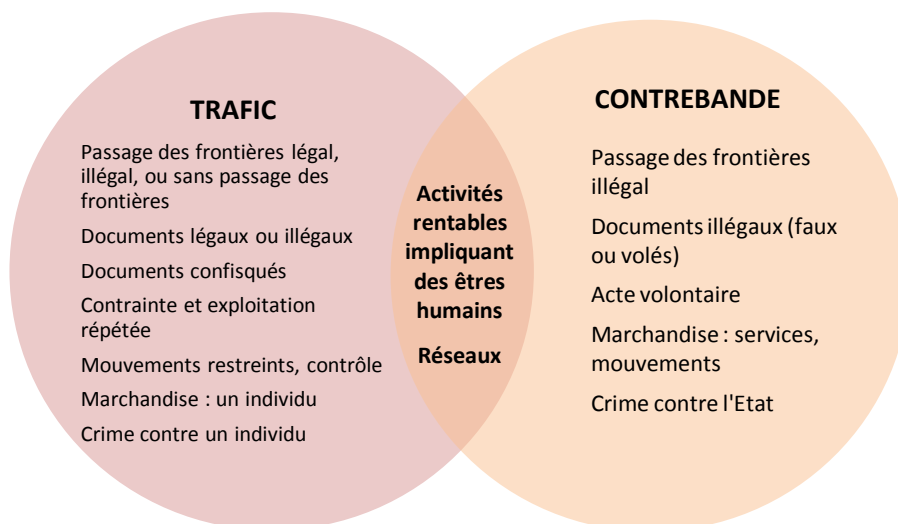 TRAFIC
Passage des frontières légal,
illégal, ou sans passage des
frontières
Documents légaux ou illégaux
Documents confisqués
Contrainte et exploitation
répétée
Mouvements restreints, contrôle
Marchandise : un individu
Crime contre un individu
Activités
rentables
impliquant
des êtres
humains
Réseaux
CONTREBANDE
Passage des frontières
illégal
Documents illégaux (faux
ou volés)
Acte volontaire
Marchandise : services,
mouvements
Crime contre l'Etat